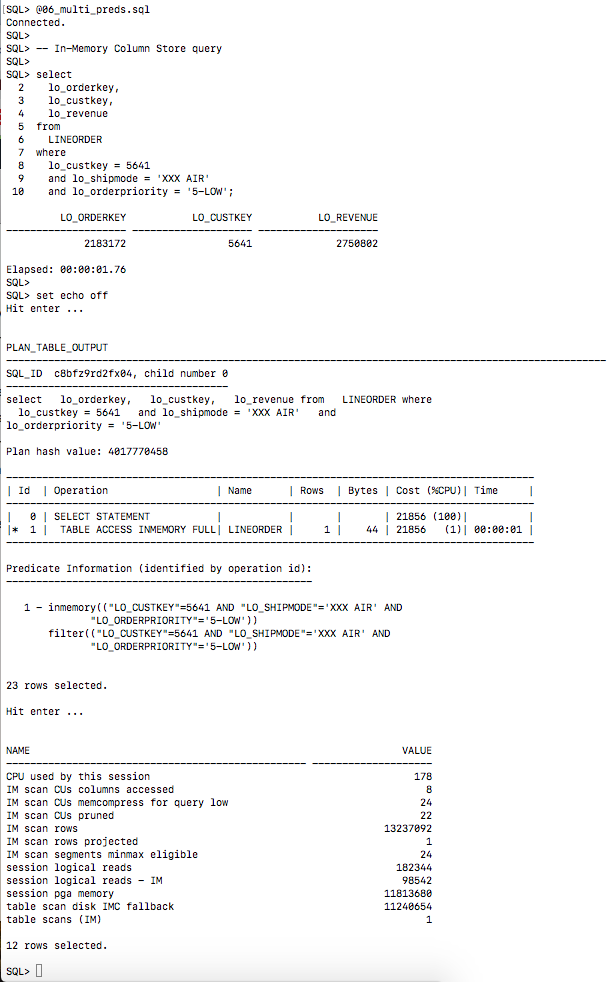 SQL> @06_multi_preds.sql
Connected.
SQL>
SQL> -- In-Memory Column Store query
SQL>
SQL> select
  2    lo_orderkey,
  3    lo_custkey,
  4    lo_revenue
  5  from
  6    LINEORDER
  7  where
  8    lo_custkey = 5641
  9    and lo_shipmode = 'XXX AIR'
 10    and lo_orderpriority = '5-LOW';
LO_ORDERKEY           LO_CUSTKEY           LO_REVENUE
-------------------- -------------------- --------------------
2183172                 5641              2750802
Elapsed: 00:00:01.76
SQL>
SQL> set echo off
Hit enter ...
PLAN_TABLE_OUTPUT
----------------------------------------------------------------------------------------------------
SQL_ID  c8bfz9rd2fx04, child number 0
-------------------------------------
select   lo_orderkey,   lo_custkey,   lo_revenue from   LINEORDER where
  lo_custkey = 5641   and lo_shipmode = 'XXX AIR'   and
lo_orderpriority = '5-LOW'
Plan hash value: 4017770458
----------------------------------------------------------------------------------------
| Id  | Operation                  | Name      | Rows  | Bytes | Cost (%CPU)| Time     |
----------------------------------------------------------------------------------------
|   0 | SELECT STATEMENT           |           |       |       | 21856 (100)|          |
|*  1 |  TABLE ACCESS INMEMORY FULL| LINEORDER |     1 |    44 | 21856   (1)| 00:00:01 |
----------------------------------------------------------------------------------------
Predicate Information (identified by operation id):
---------------------------------------------------
   1 - inmemory(("LO_CUSTKEY"=5641 AND "LO_SHIPMODE"='XXX AIR' AND
              "LO_ORDERPRIORITY"='5-LOW'))
       filter(("LO_CUSTKEY"=5641 AND "LO_SHIPMODE"='XXX AIR' AND
              "LO_ORDERPRIORITY"='5-LOW'))
23 rows selected.
Hit enter ...
NAME                                                              VALUE
-------------------------------------------------- --------------------
CPU used by this session                                            178
IM scan CUs columns accessed                                          8
IM scan CUs memcompress for query low                                24
IM scan CUs pruned                                                   22
IM scan rows                                                   13237092
IM scan rows projected                                                1
IM scan segments minmax eligible                                     24
session logical reads                                            182344
session logical reads - IM                                        98542
session pga memory                                             11813680
table scan disk IMC fallback                                   11240654
table scans (IM)                                                      1
12 rows selected.
SQL>